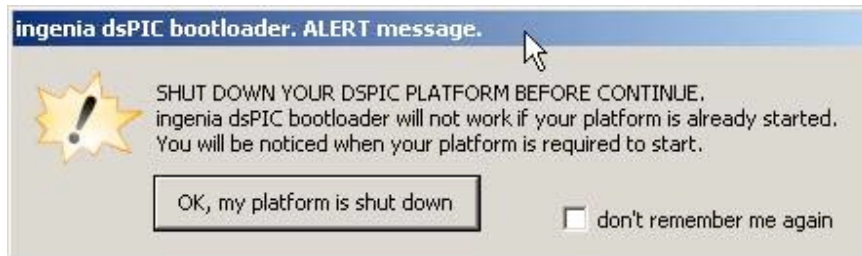 ingenia dsPIC bootloader. ALERT message.
SHUT DOWN YOUR DSPIC PLATFORM BEFORE CONTINUE.
ingenia dsPIC bootloader will not work if your platform is already started.
You will be noticed when your platform is required to start.
OK, my platform is shut down
don't remember me again